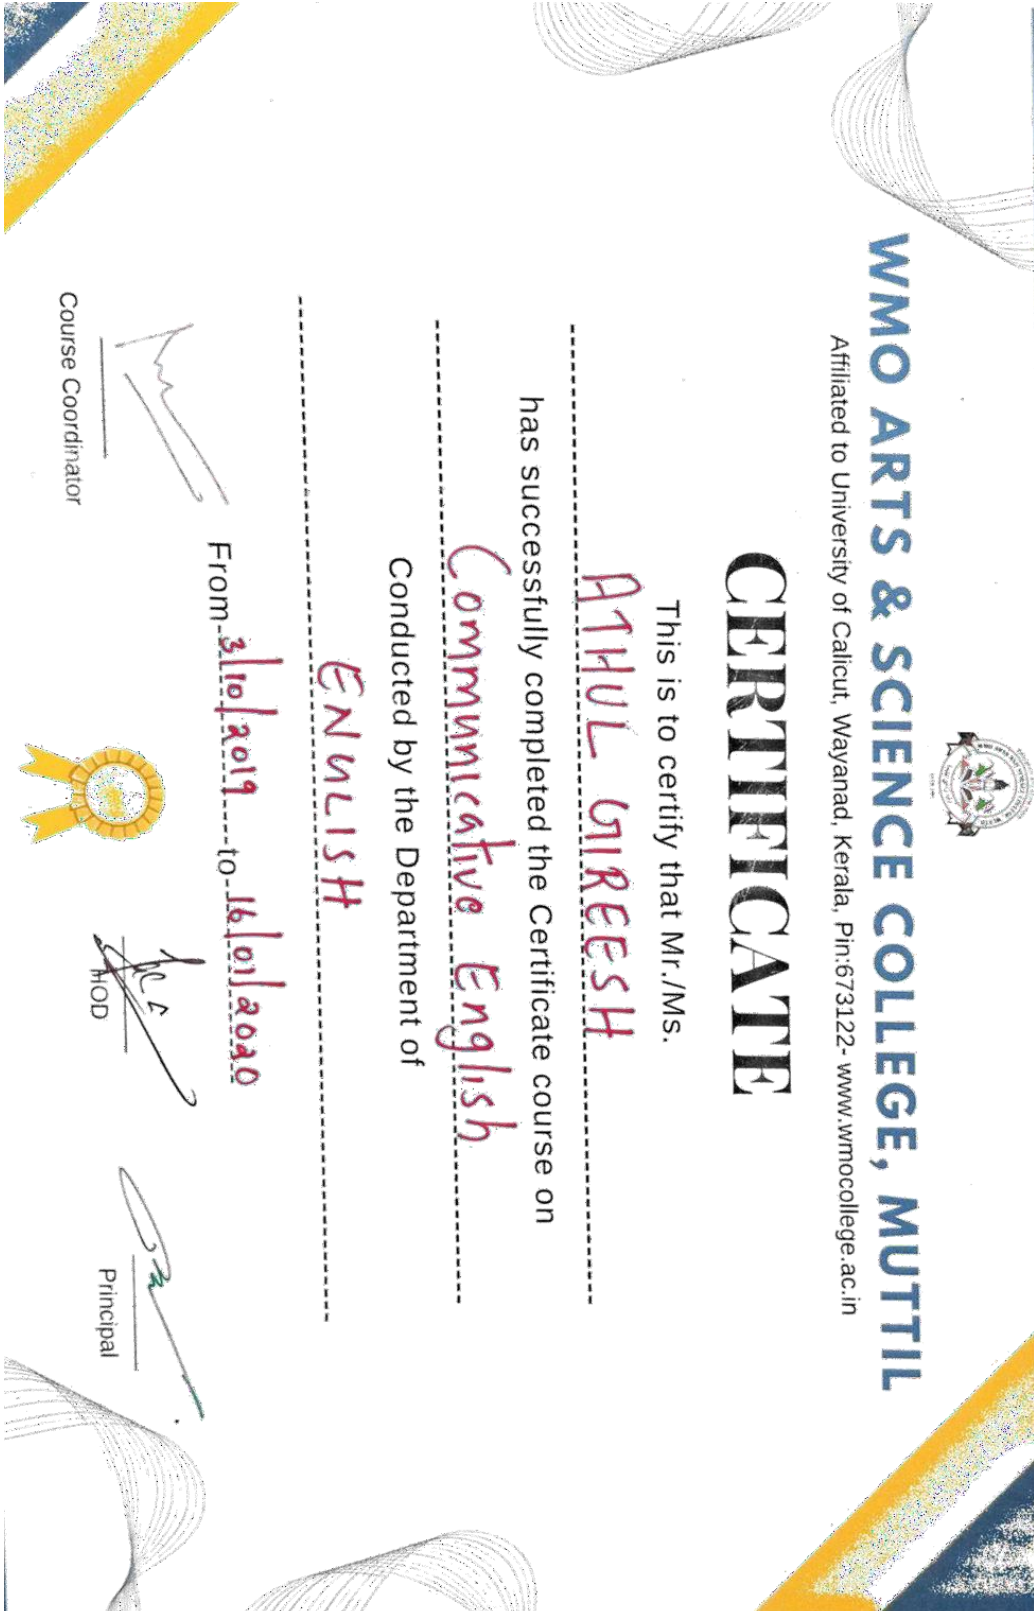 WMO ARTS & SCIENCE COLLEGE, MUTTIL
Affiliated to University of Calicut, Wayanad, Kerala, Pin:673122- www.wmocollege.ac.in
CERTIFICATE
This is to certify that Mr./Ms.
ATHUL GIREESH
has successfully completed the Certificate course on
Communicative English
Conducted by the Department of
ENGLISH
From 3/10/2019 to 16/01/2020
Course Coordinator
HOD
Principal